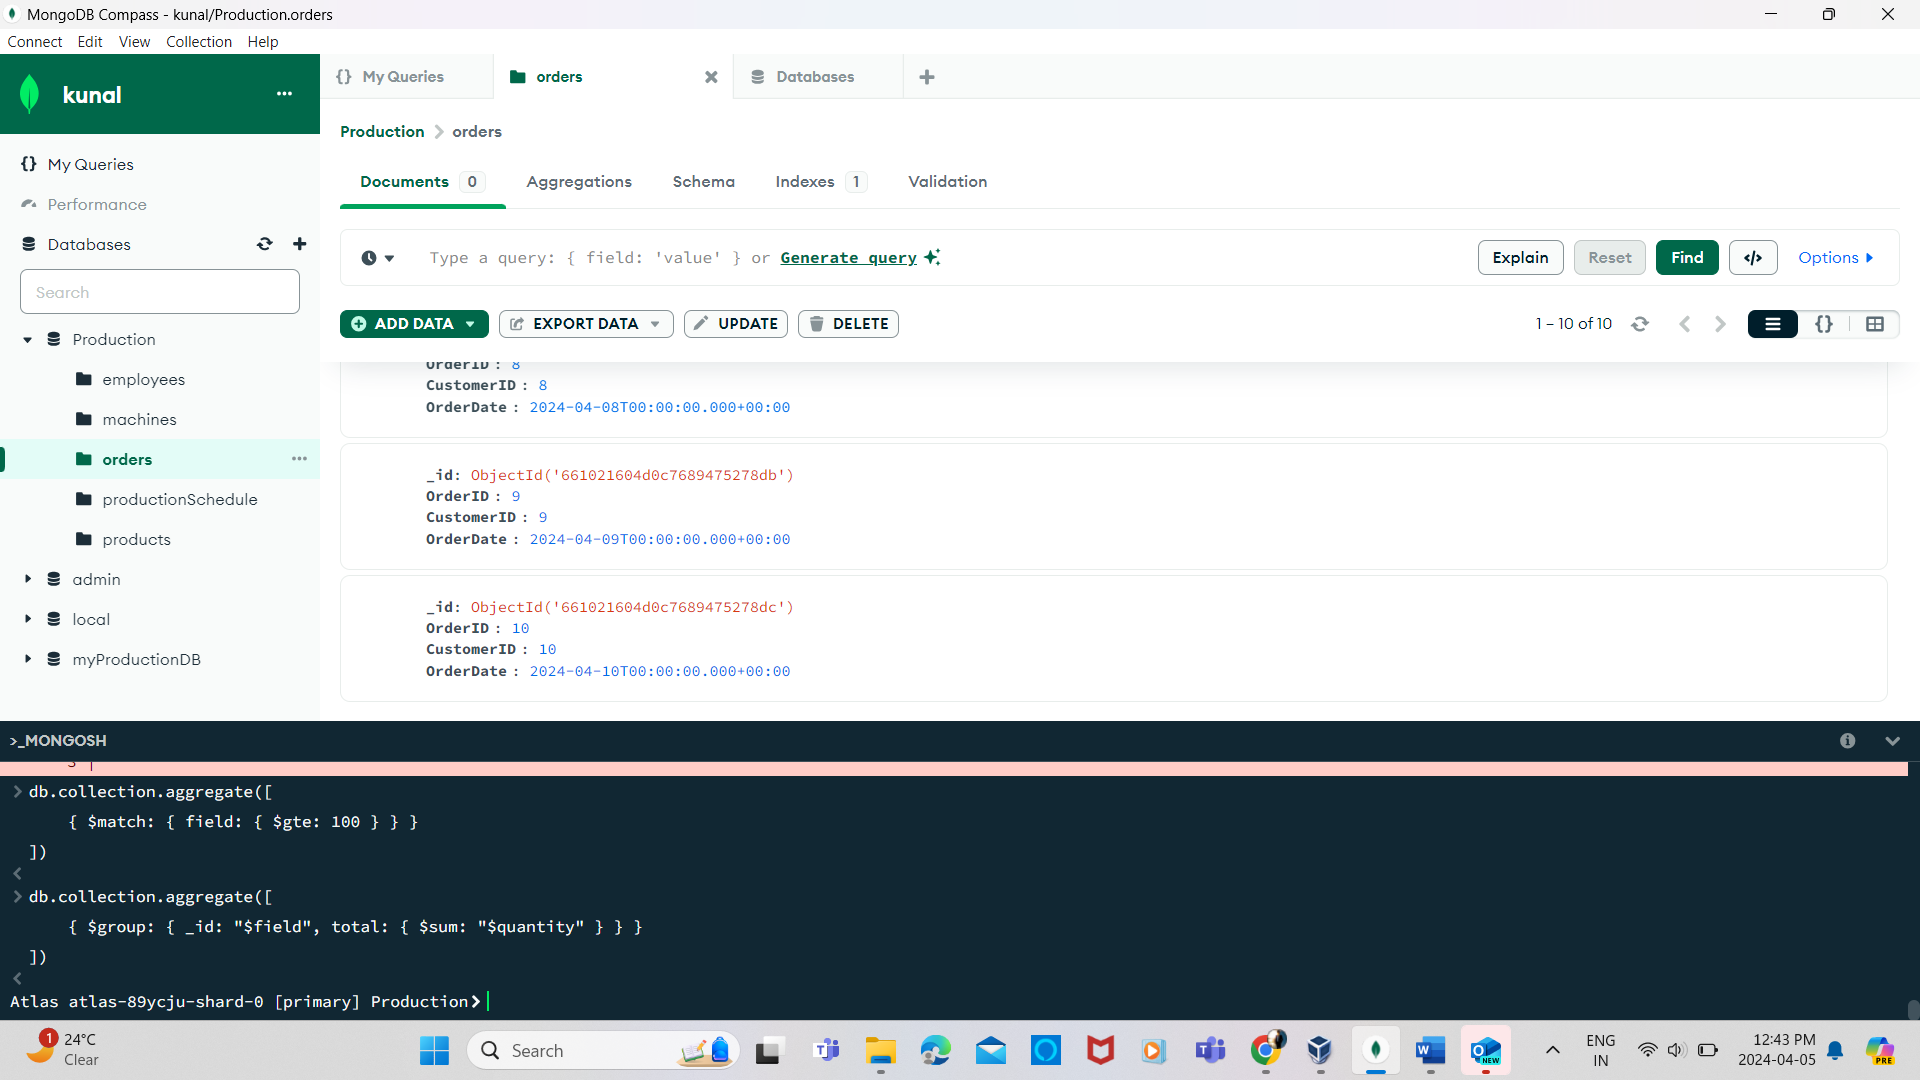 MongoDB Compass - kunal/Production.orders
Connect Edit View Collection Help
kunal
My Queries
orders
Databases
Production > orders
My Queries
Performance
Databases
Search
Production
employees
machines
orders
productionSchedule
products
admin
local
myProductionDB
Documents 0 Aggregations Schema Indexes 1 Validation
Type a query: { field: 'value' } or Generate query
Explain Reset Find </> Options
ADD DATA EXPORT DATA UPDATE DELETE
1 – 10 of 10
{}
OrderID : 8
CustomerID : 8
OrderDate : 2024-04-08T00:00:00.000+00:00
_id: ObjectId('661021604d0c7689475278db')
OrderID : 9
CustomerID : 9
OrderDate : 2024-04-09T00:00:00.000+00:00
_id: ObjectId('661021604d0c7689475278dc')
OrderID : 10
CustomerID : 10
OrderDate : 2024-04-10T00:00:00.000+00:00
>_MONGOSH
> db.collection.aggregate([
{ $match: { field: { $gte: 100 } } }
])
<
> db.collection.aggregate([
{ $group: { _id: "$field", total: { $sum: "$quantity" } } }
])
<
Atlas atlas-89ycju-shard-0 [primary] Production>
1
24°C
Clear
Search
NEW
ENG
IN
12:43 PM
2024-04-05
PRE